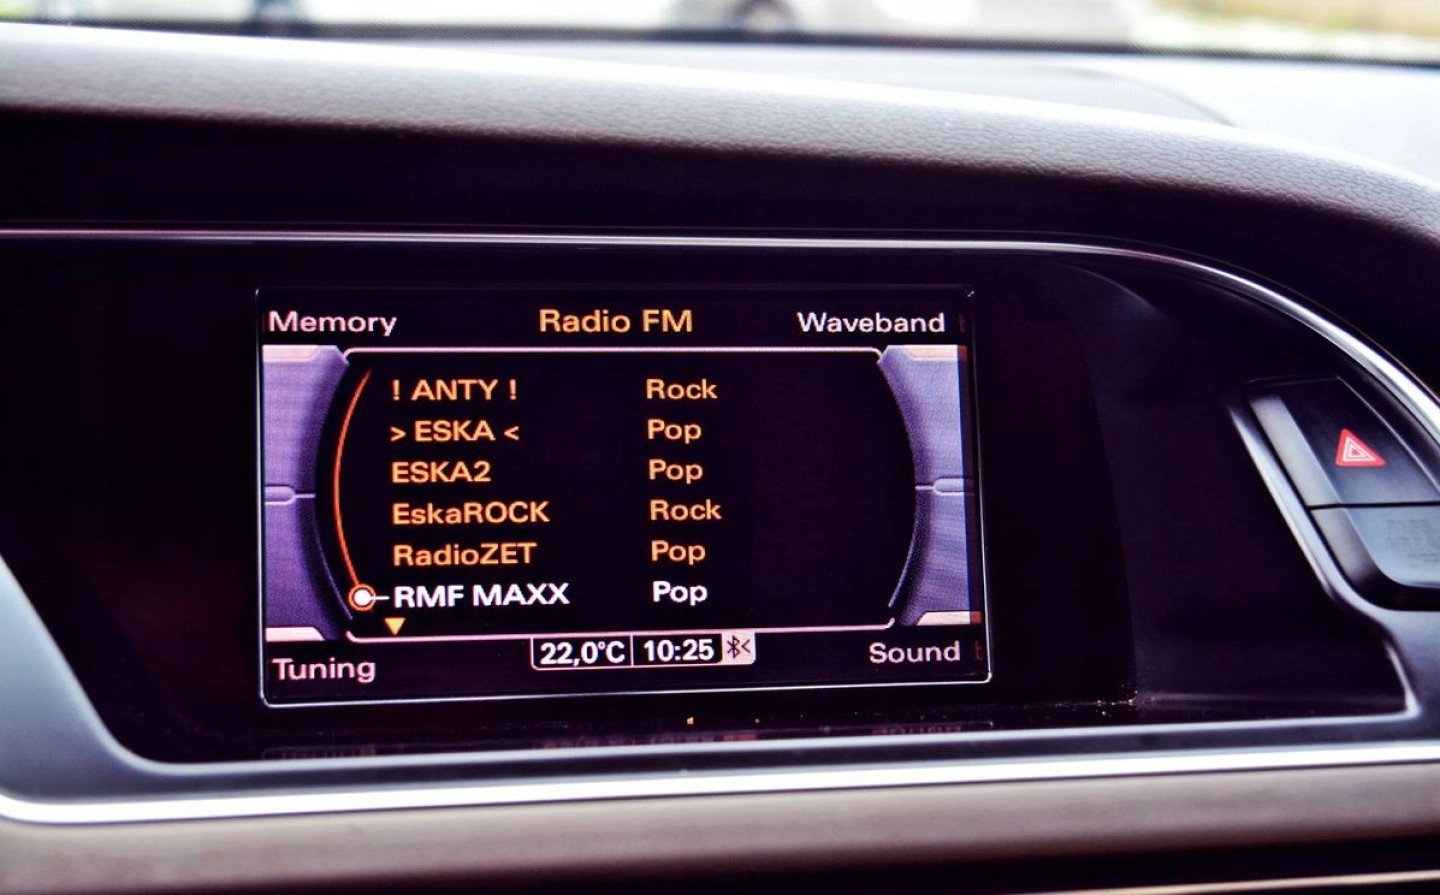 Memory Radio FM Waveband
! ANTY ! Rock
> ESKA < Pop
ESKA2 Pop
EskaROCK Rock
RadioZET Pop
RMF MAXX Pop
22,0°C 10:25
Tuning Sound